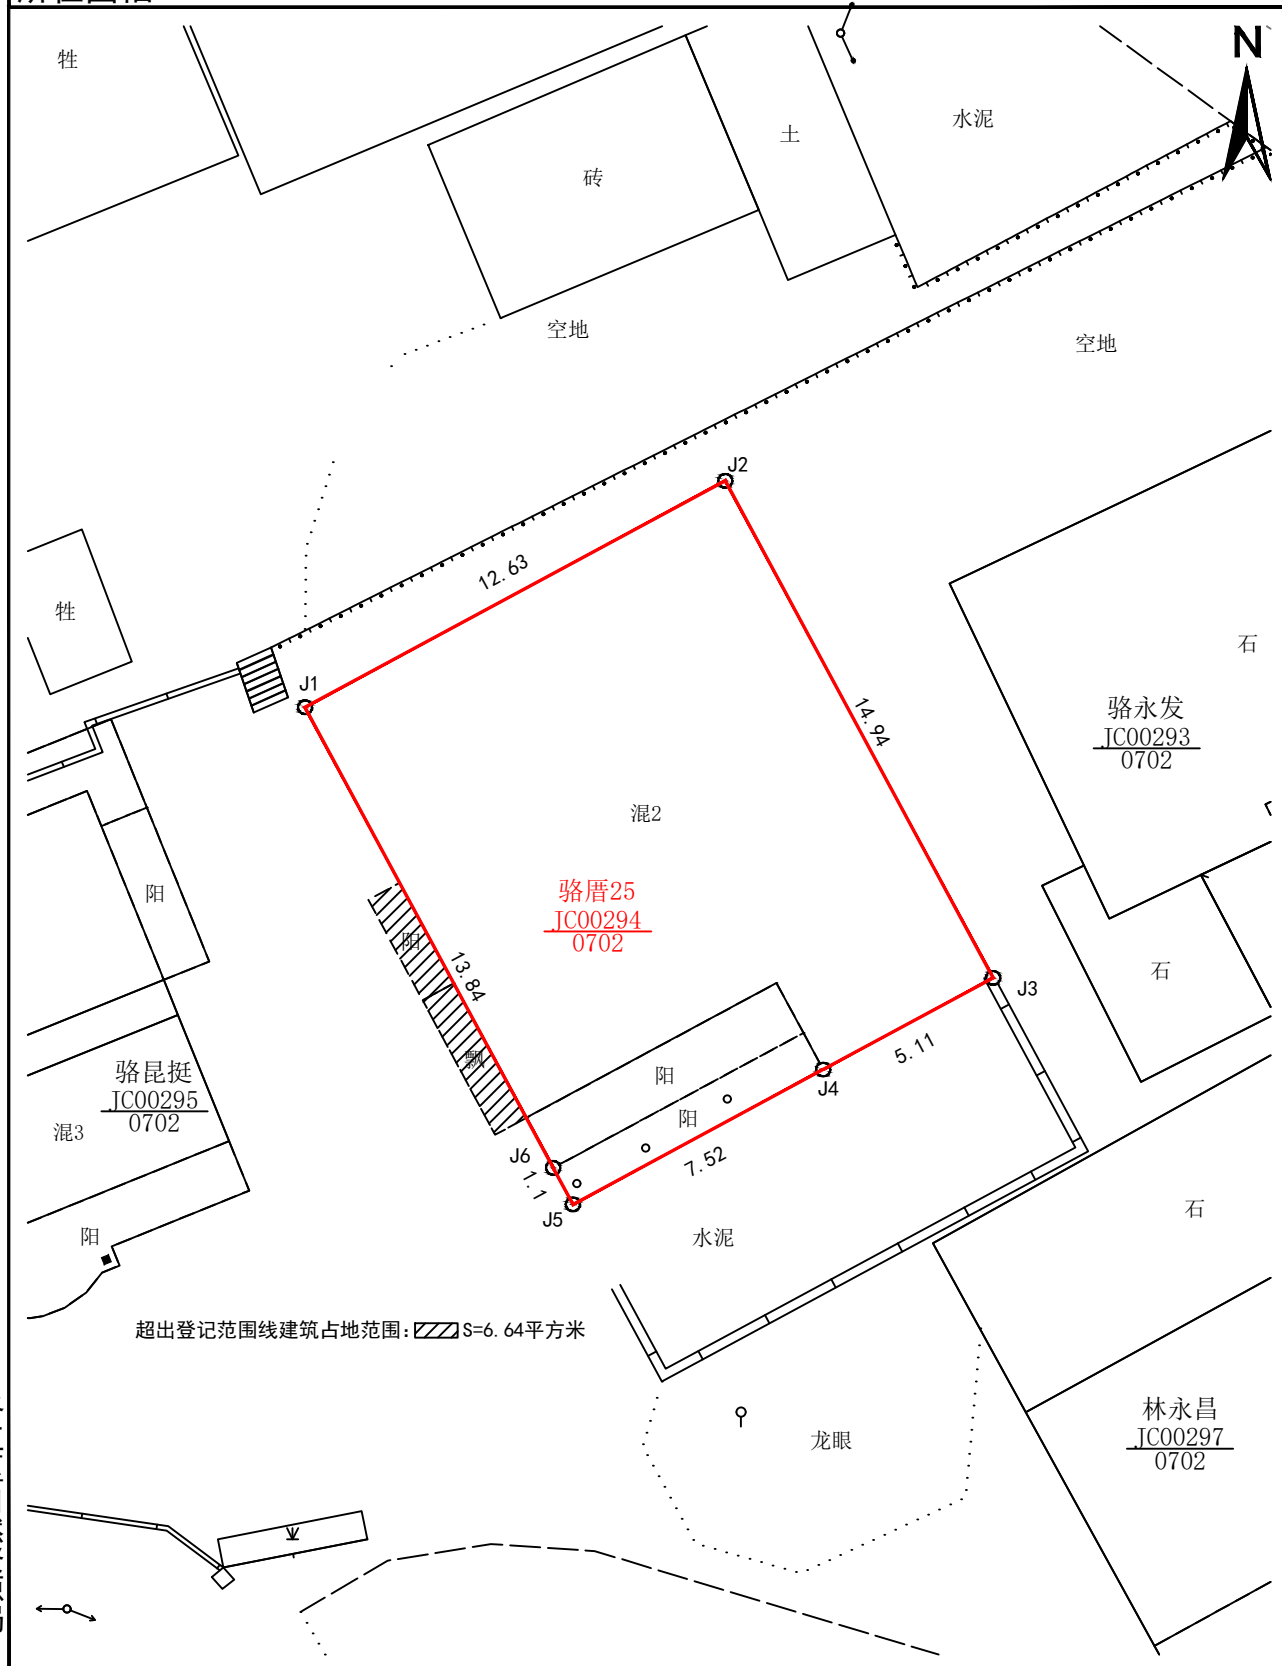 N
牲
土
水泥
砖
空地
空地
J2
12.63
牲
石
J1
14.94
骆永发
JC00293
0702
混2
阳
骆厝25
JC00294
0702
阳
13.84
石
J3
飘
5.11
骆昆挺
JC00295
0702
阳
J4
混3
阳
7.52
J6
1.1
J5
石
阳
水泥
超出登记范围线建筑占地范围: S=6.64平方米
龙眼
林永昌
JC00297
0702